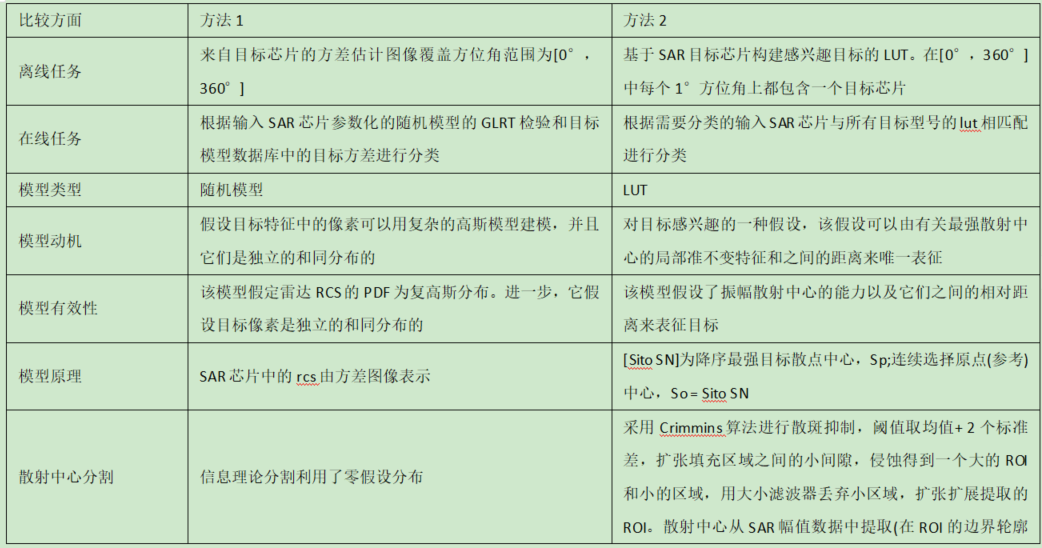 比较方面 方法 1 方法 2
离线任务 来自目标芯片的方差估计图像覆盖方位角范围为[0°，360°] 基于 SAR 目标芯片构建感兴趣目标的 LUT。在[0°，360°]中每个 1°方位角上都包含一个目标芯片
在线任务 根据输入 SAR 芯片参数化的随机模型的 GLRT 检验和目标模型数据库中的目标方差进行分类 根据需要分类的输入 SAR 芯片与所有目标型号的 lut 相匹配进行分类
模型类型 随机模型 LUT
模型动机 假设目标特征中的像素可以用复杂的高斯模型建模，并且它们是独立的和同分布的 对目标感兴趣的一种假设，该假设可以由有关最强散射中心的局部准不变特征和之间的距离来唯一表征
模型有效性 该模型假定雷达 RCS 的 PDF 为复高斯分布。进一步，它假设目标像素是独立的和同分布的 该模型假设了振幅散射中心的能力以及它们之间的相对距离来表征目标
模型原理 SAR 芯片中的 rcs 由方差图像表示 [Sito SN]为降序最强目标散点中心，Sp;连续选择原点(参考)中心，So = Sito SN
散射中心分割 信息理论分割利用了零假设分布 采用 Crimmins 算法进行散斑抑制，阈值取均值+ 2 个标准差，扩张填充区域之间的小间隙，侵蚀得到一个大的 ROI 和小的区域，用大小滤波器丢弃小区域，扩张扩展提取的 ROI。散射中心从 SAR 幅值数据中提取(在 ROI 的边界轮廓